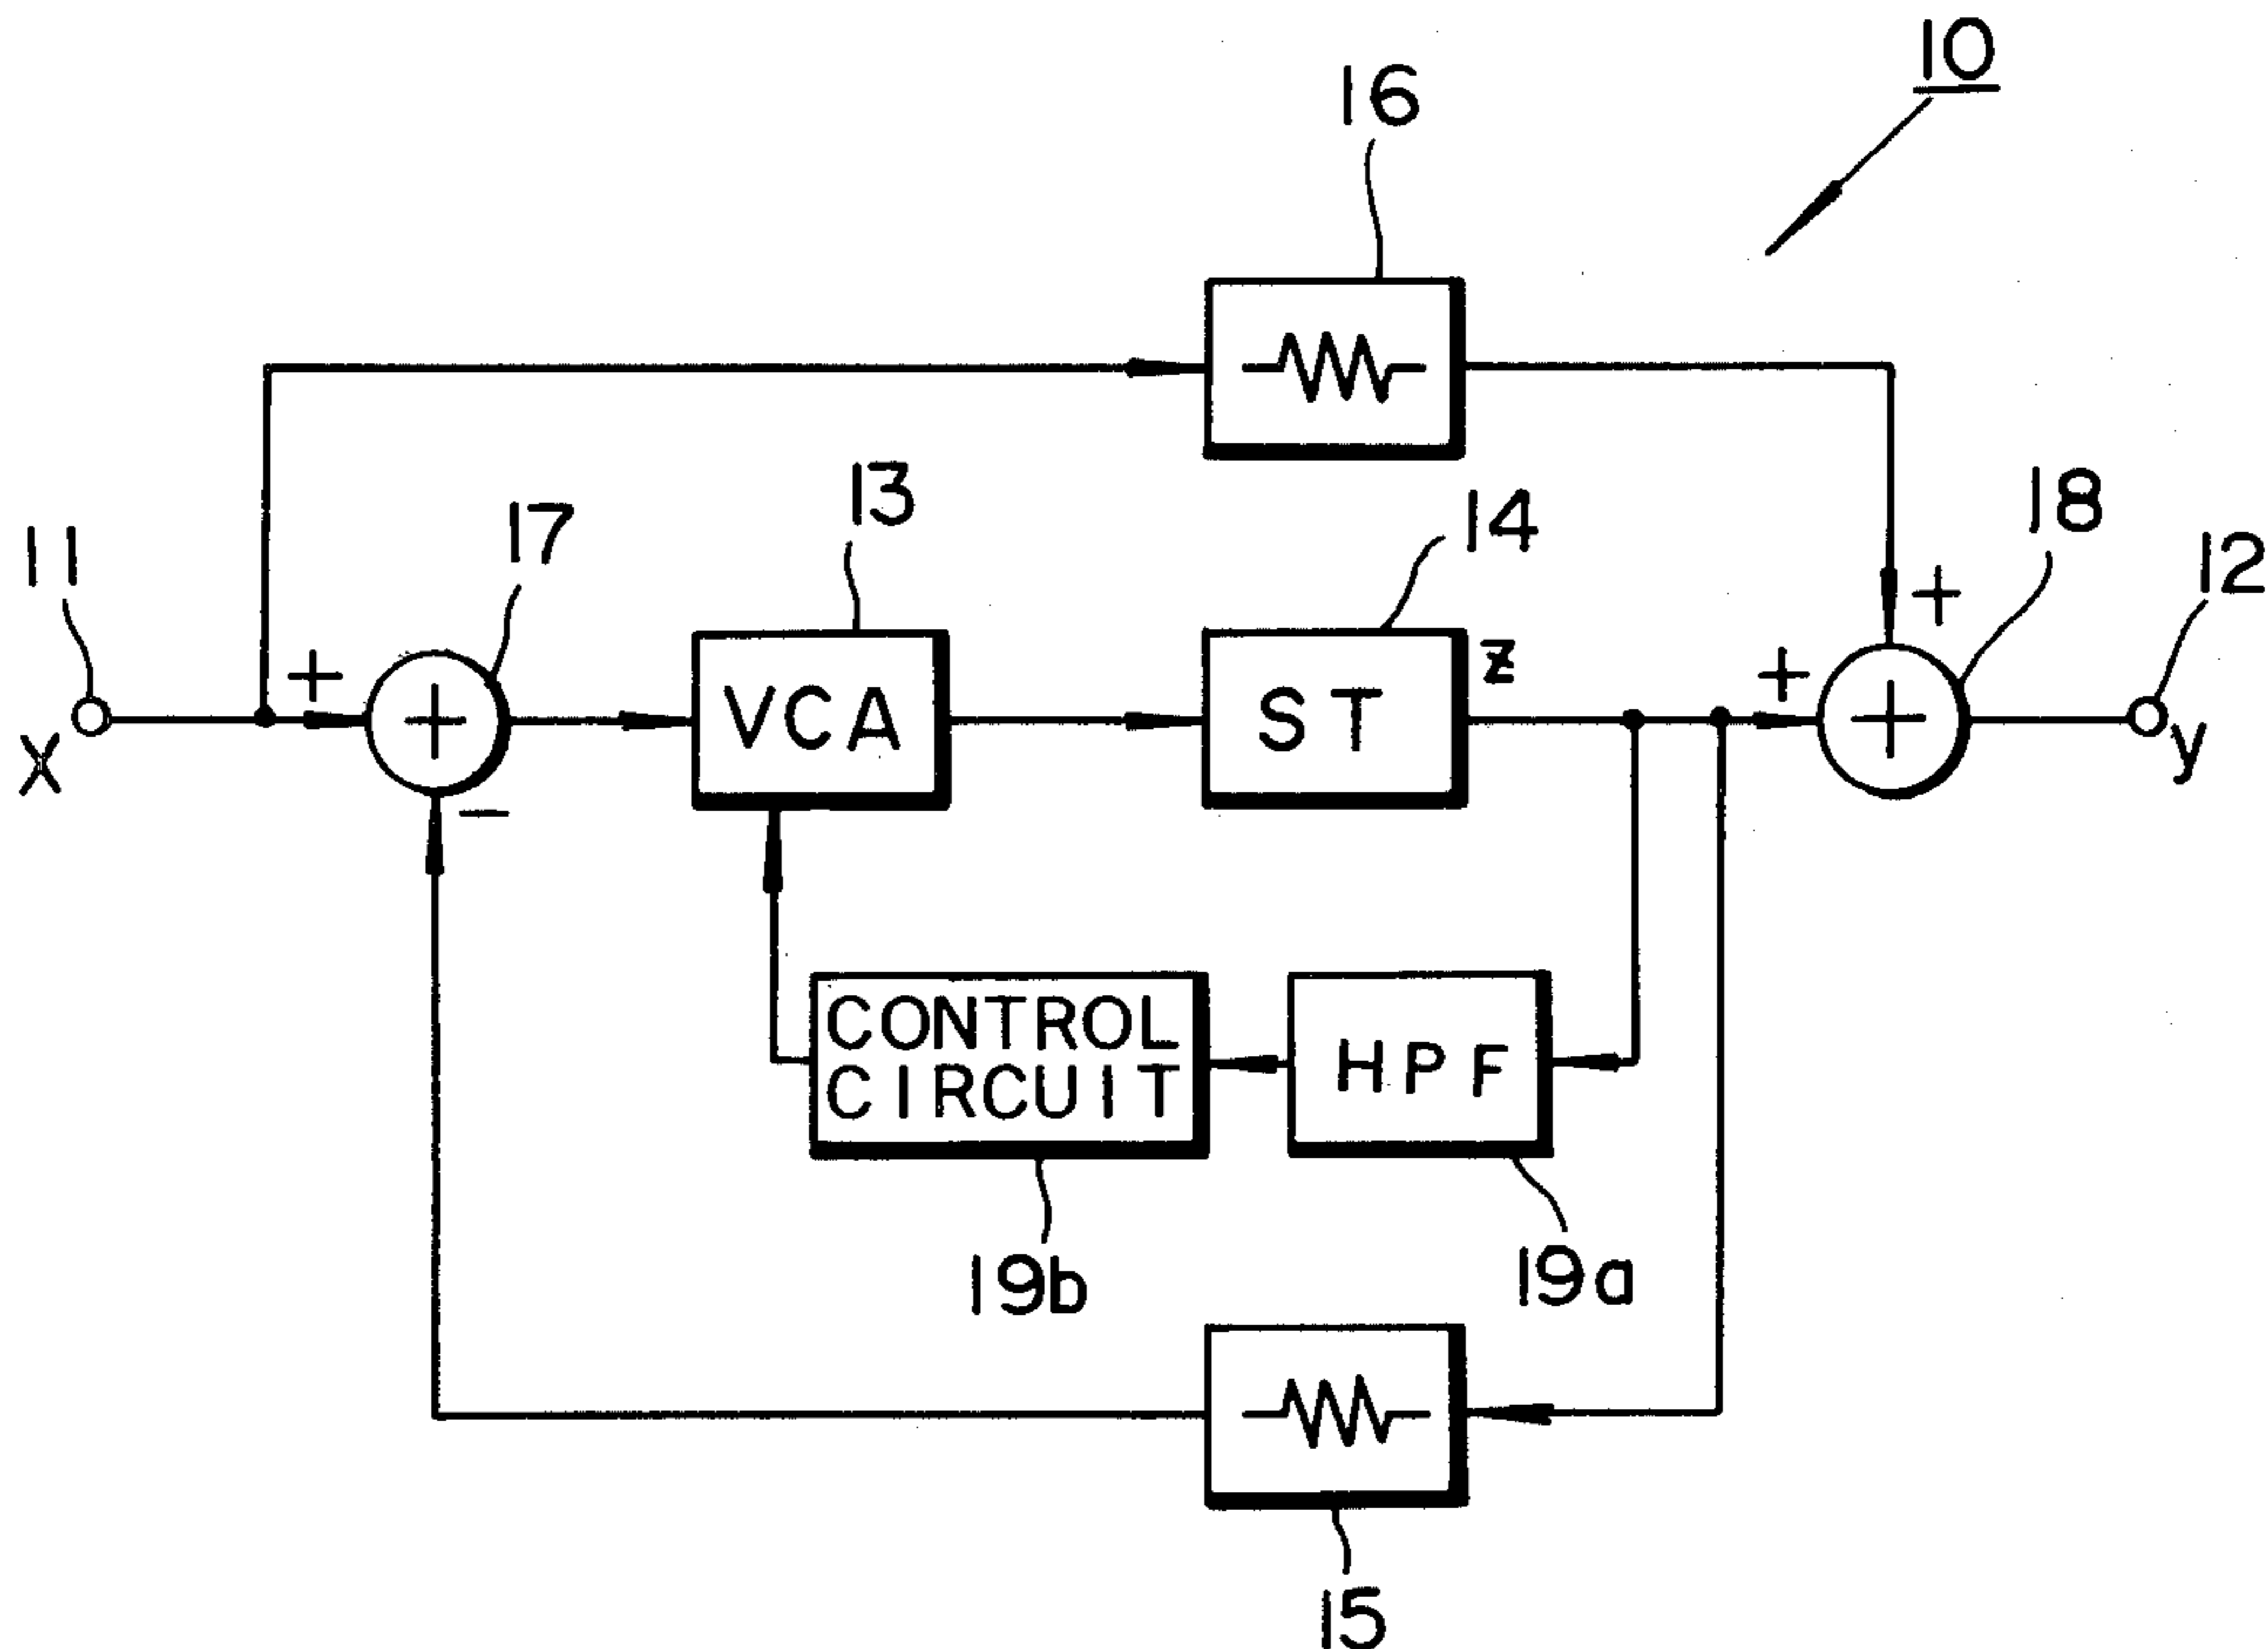 10
16
13
14
18
17
12
11
+
+
+
z
VCA
ST
+
+
x
y
-
CONTROL
CIRCUIT
HPF
19b
19a
15